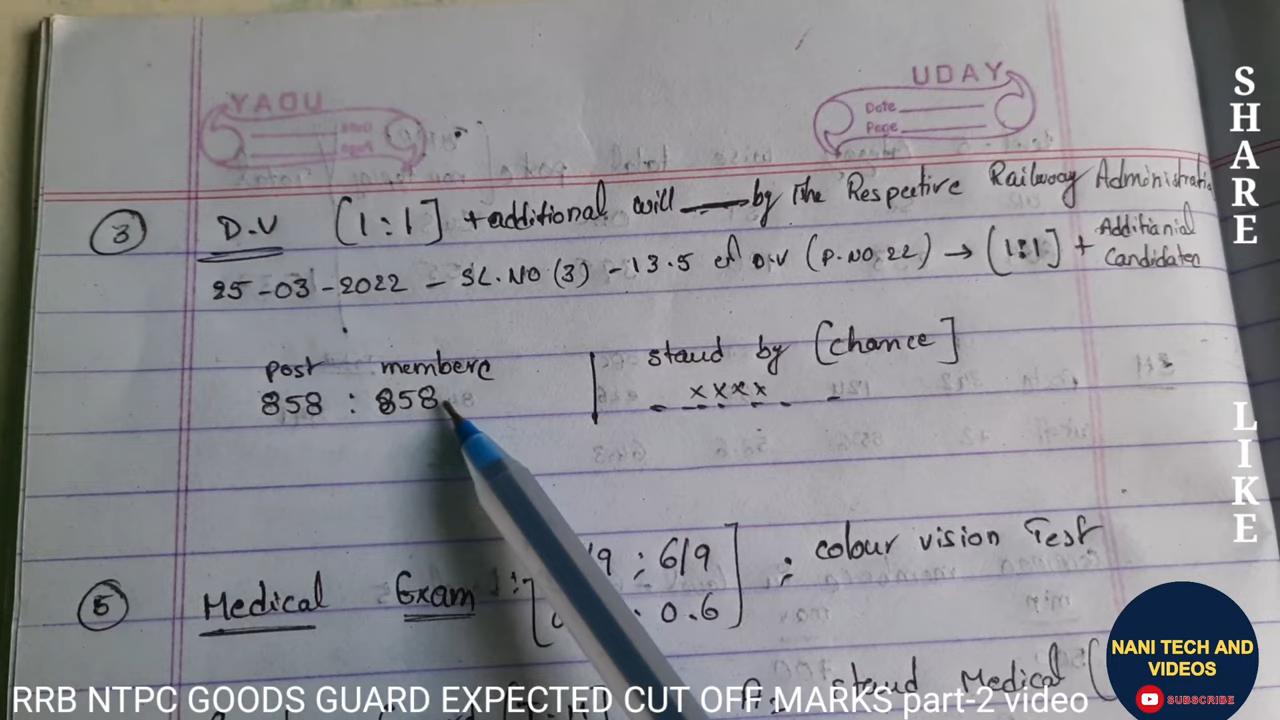 YAOU
UDAY
Date
Page
3 D.V [1:1] + additional will by The Respective Railway Administratio
25-03-2022 - SL.NO (3) - 13.5 of D.V (P.NO.22) → [1:1] + Additianial Candidates
post members
858 : 858
stand by [chance]
xxxx
5 Medical Exam : /9 ; 6/9 ; colour vision Test
0.6
stand Medical (
RRB NTPC GOODS GUARD EXPECTED CUT OFF MARKS part-2 video
SHARE
LIKE
NANI TECH AND
VIDEOS
SUBSCRIBE